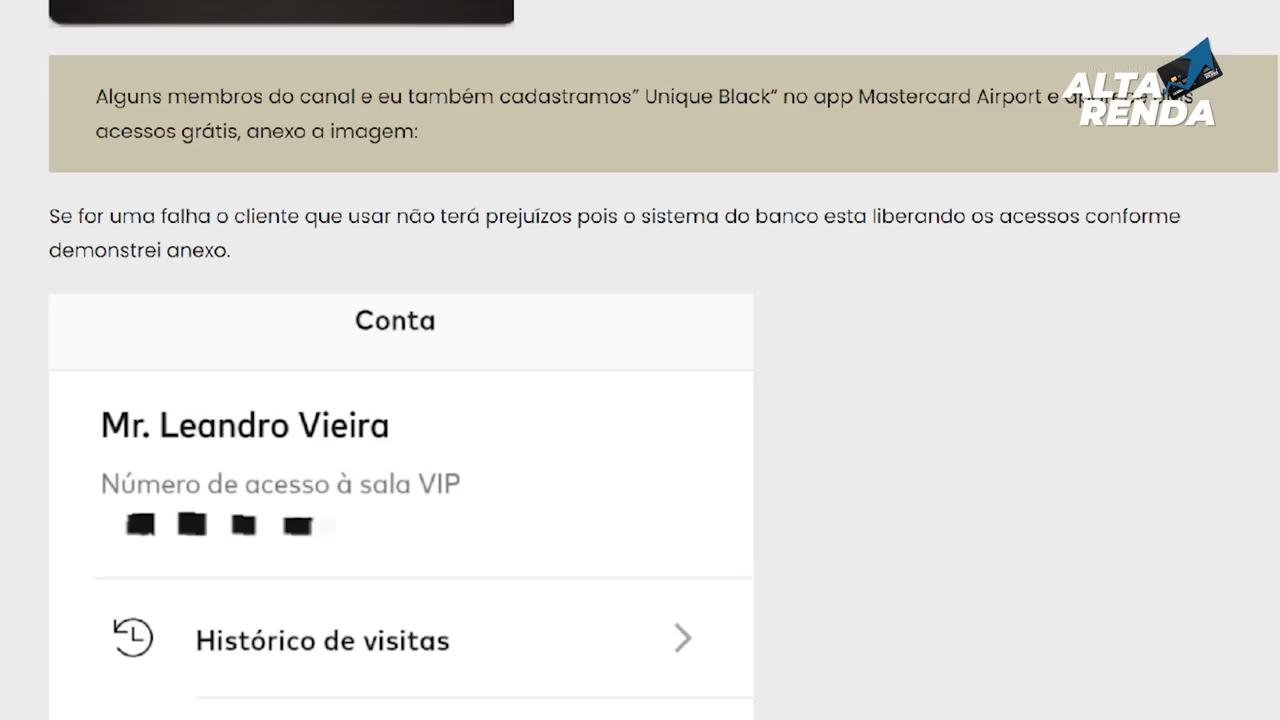 Alguns membros do canal e eu também cadastramos” Unique Black“ no app Mastercard Airport e
acessos grátis, anexo a imagem:
ALTA
RENDA
Se for uma falha o cliente que usar não terá prejuízos pois o sistema do banco esta liberando os acessos conforme
demonstrei anexo.
Conta
Mr. Leandro Vieira
Número de acesso à sala VIP
Histórico de visitas